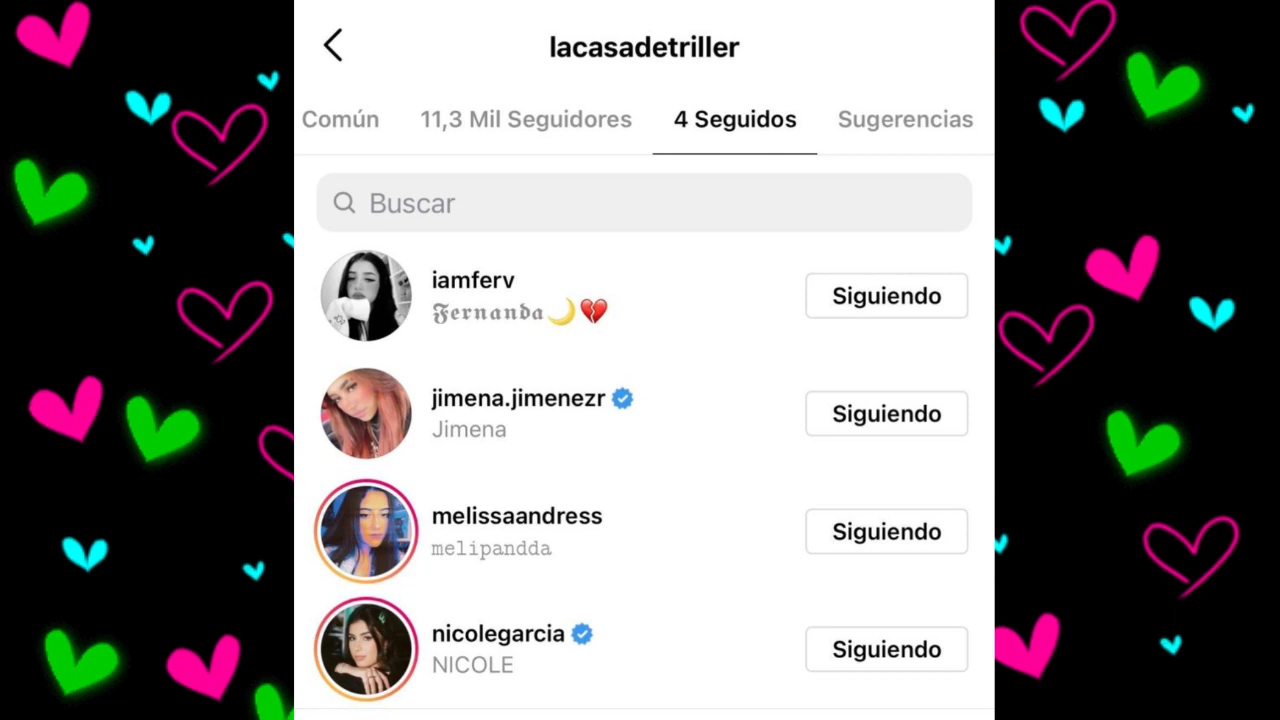 lacasadetriller
Común 11,3 Mil Seguidores 4 Seguidos Sugerencias
Buscar
iamferv
𝕱𝖊𝖗𝖓𝖆𝖓𝖉𝖆🌙💔
Siguiendo
jimena.jimenezr
Jimena
Siguiendo
melissaandress
𝚖𝚎𝚕𝚒𝚙𝚊𝚗𝚍𝚍𝚊
Siguiendo
nicolegarcia
NICOLE
Siguiendo